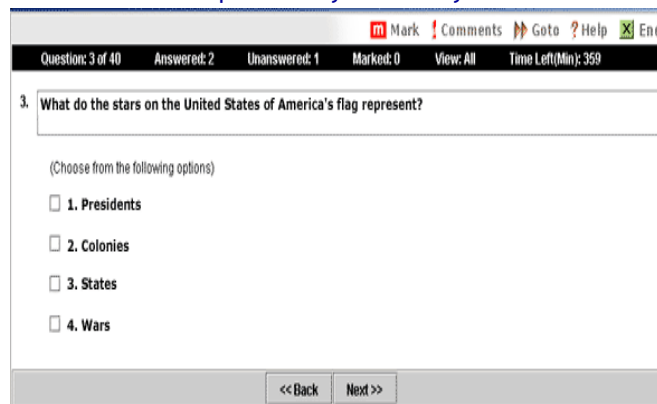 m Mark ! Comments Goto ? Help X En
Question: 3 of 40 Answered: 2 Unanswered: 1 Marked: 0 View: All Time Left(Min): 359
3. What do the stars on the United States of America's flag represent?
(Choose from the following options)
1. Presidents
2. Colonies
3. States
4. Wars
<< Back Next >>